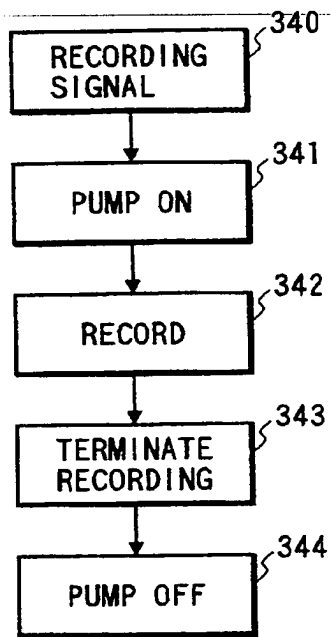 340
RECORDING
SIGNAL
341
PUMP ON
342
RECORD
343
TERMINATE
RECORDING
344
PUMP OFF